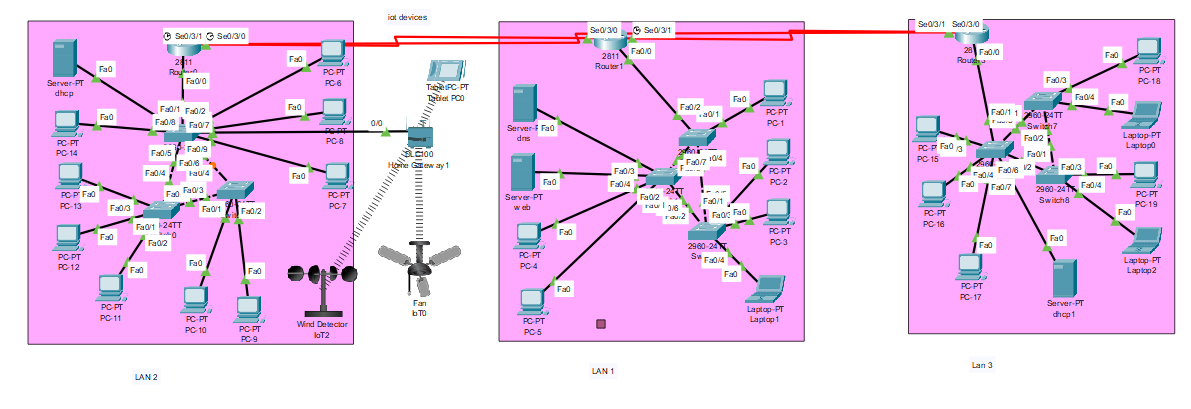 iot devices
Se0/3/1
Se0/3/0
2811
Fa0/0
Server-PT
dhcp
Fa0
PC-PT
PC-6
Fa0
Fa0/1
Fa0/2
Fa0/8
Fa0/7
Fa0
PC-PT
PC-14
Fa0
PC-PT
PC-8
0/0
Home Gateway1
TabletPC-PT
Tablet PC0
Fa0/5
Fa0/9
Fa0/6
Fa0/4
Fa0
PC-PT
PC-7
Fa0
PC-13
Fa0/3
Fa0/3
Fa0
Fa0/1
Fa0/1
Fa0/2
Fa0/2
Fa0
PC-PT
PC-12
Fa0
PC-PT
PC-11
Fa0
PC-PT
PC-10
Fa0
PC-PT
PC-9
Wind Detector
IoT2
Fan
IoT0
LAN 2
Se0/3/0
Se0/3/1
2811
Router1
Fa0/0
Fa0
dns
Fa0
Server-PT
web
Fa0/2
Fa0
PC-PT
PC-1
Fa0/7
Fa0/3
Fa0/4
Fa0/2
Fa0
PC-PT
PC-2
Fa0/1
Fa0
PC-PT
PC-3
2960-24TT
Fa0/4
Fa0
Fa0
PC-PT
PC-4
Fa0
PC-PT
PC-5
Laptop-PT
Laptop1
LAN 1
Se0/3/1
Se0/3/0
Fa0/0
Fa0
PC-PT
PC-18
Fa0/3
Fa0/4
Switch7
Fa0
Laptop-PT
Laptop0
Fa0/1
Fa0
PC-PT
PC-15
Fa0/2
Fa0/1
Fa0/6
Fa0/7
Fa0/3
Fa0/4
2960-24TT
Switch8
Fa0
PC-PT
PC-19
Fa0
PC-PT
PC-16
Fa0
PC-PT
PC-17
Fa0
Server-PT
dhcp1
Fa0
Laptop-PT
Laptop2
Lan 3